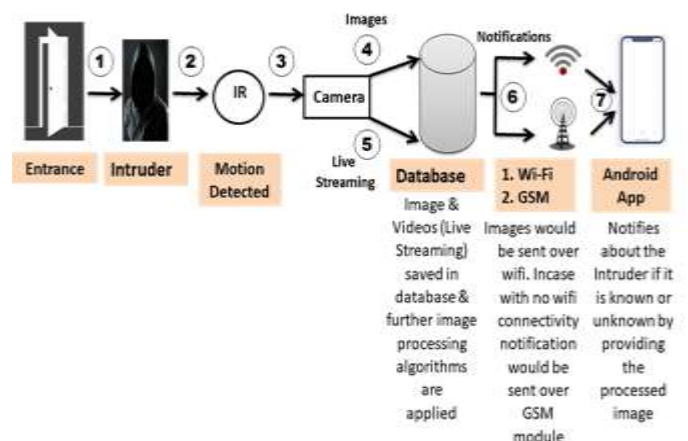 Images
Notifications
1
2
3
4
5
6
7
IR
Camera
Live
Streaming
Entrance
Intruder
Motion
Detected
Database
Image &
Videos (Live
Streaming)
saved in
database &
further image
processing
algorithms
are
applied
1. Wi-Fi
2. GSM
Images would
be sent over
wifi. Incase
with no wifi
connectivity
notification
would be
sent over
GSM
module
Android
App
Notifies
about the
Intruder if it
is known or
unknown by
providing
the
processed
image